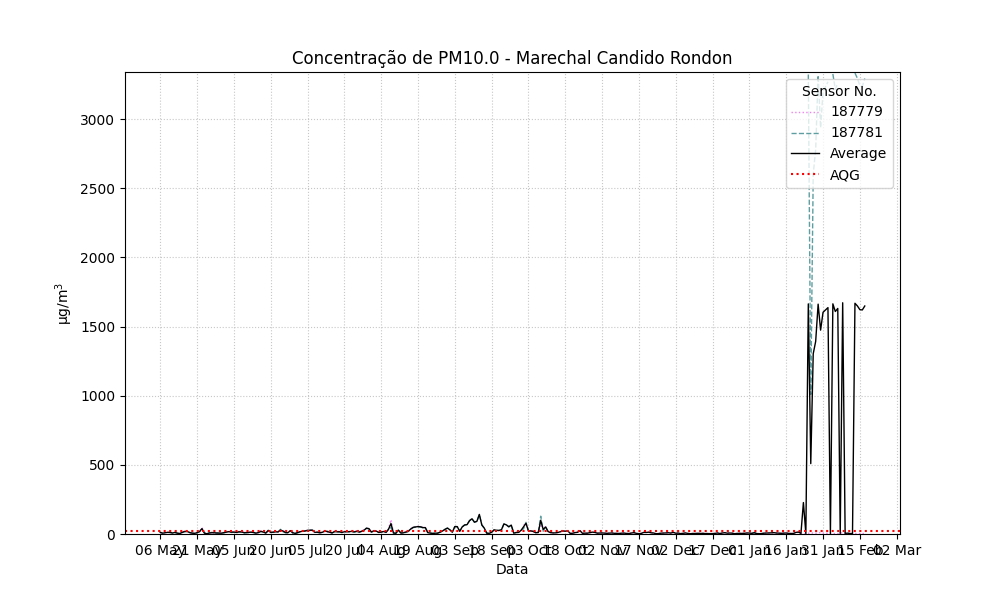 Concentração de PM10.0 - Marechal Candido Rondon
Sensor No.
187779
187781
Average
AQG
3000
2500
2000
1500
1000
500
0
µg/m³
06 May 21 May 05 Jun 20 Jun 05 Jul 20 Jul 04 Aug 19 Aug 03 Sep 18 Sep 03 Oct 18 Oct 02 Nov 17 Nov 02 Dec 17 Dec 01 Jan 16 Jan 31 Jan 15 Feb 02 Mar
Data